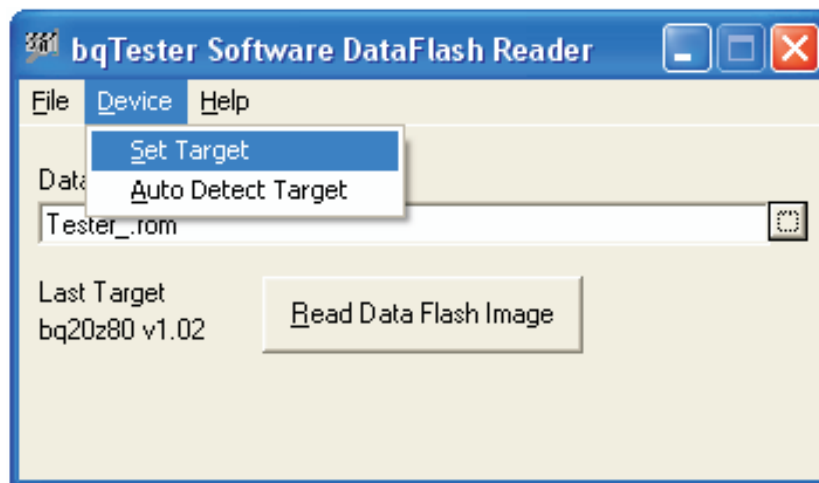 bqTester Software DataFlash Reader
File Device Help
Set Target
Auto Detect Target
Tester_.rom
Last Target
bq20z80 v1.02
Read Data Flash Image